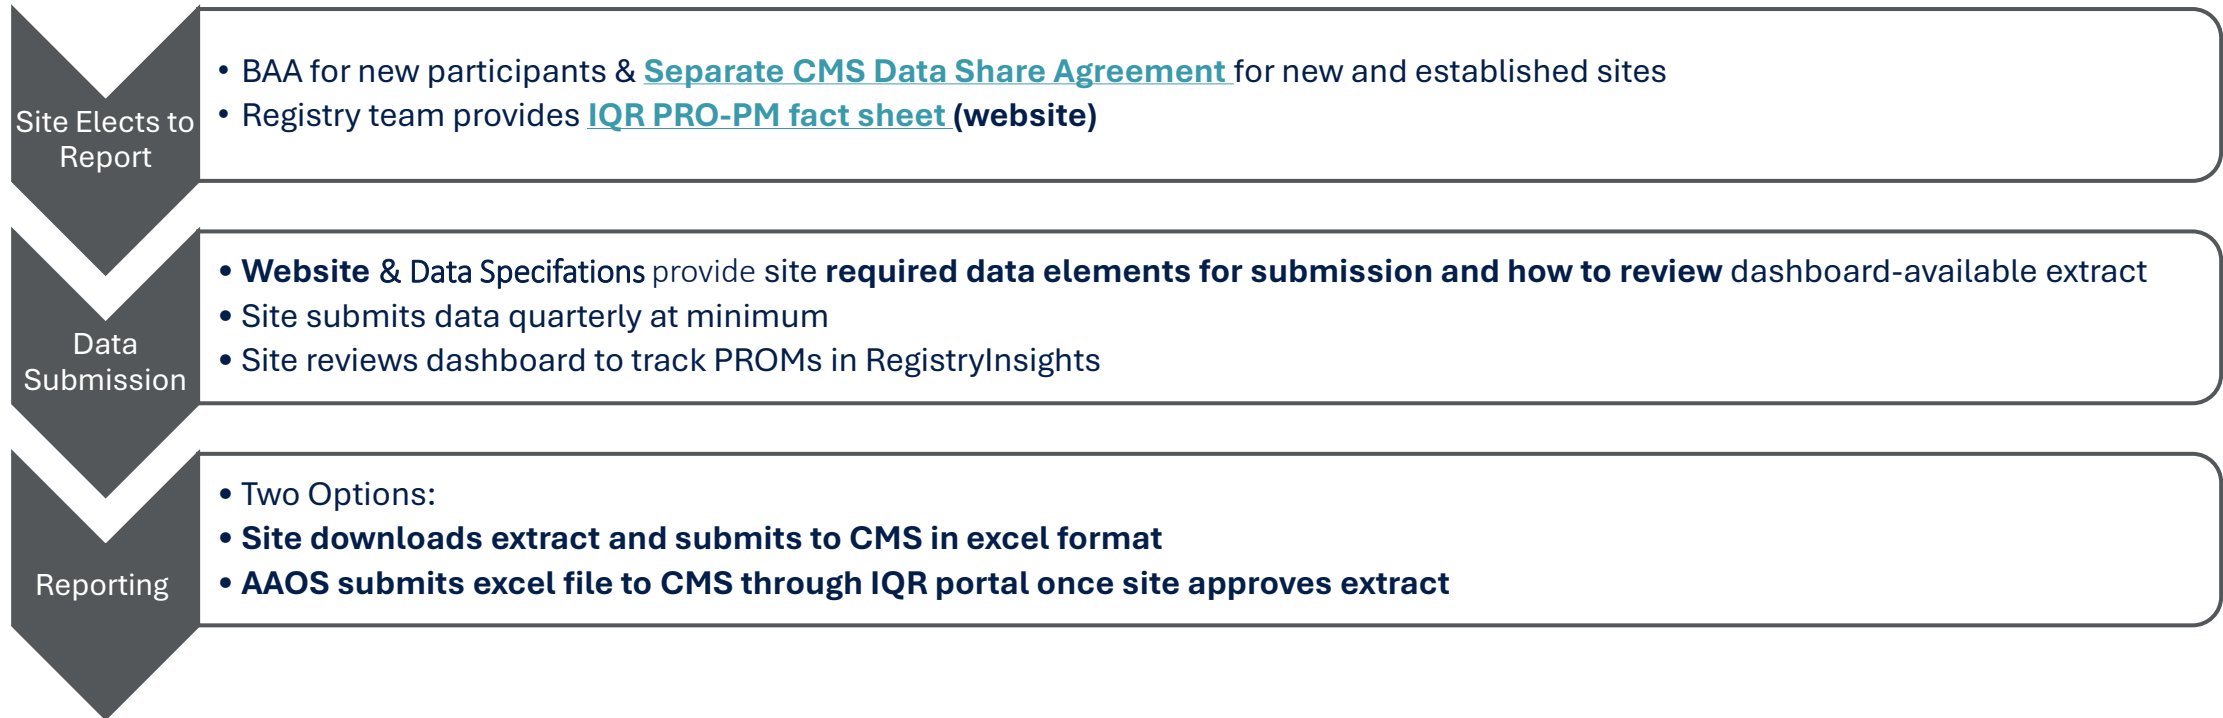 Site Elects to
Report
• BAA for new participants & Separate CMS Data Share Agreement for new and established sites
• Registry team provides IQR PRO-PM fact sheet (website)
Data
Submission
• Website & Data Specifations provide site required data elements for submission and how to review dashboard-available extract
• Site submits data quarterly at minimum
• Site reviews dashboard to track PROMs in RegistryInsights
Reporting
• Two Options:
• Site downloads extract and submits to CMS in excel format
• AAOS submits excel file to CMS through IQR portal once site approves extract